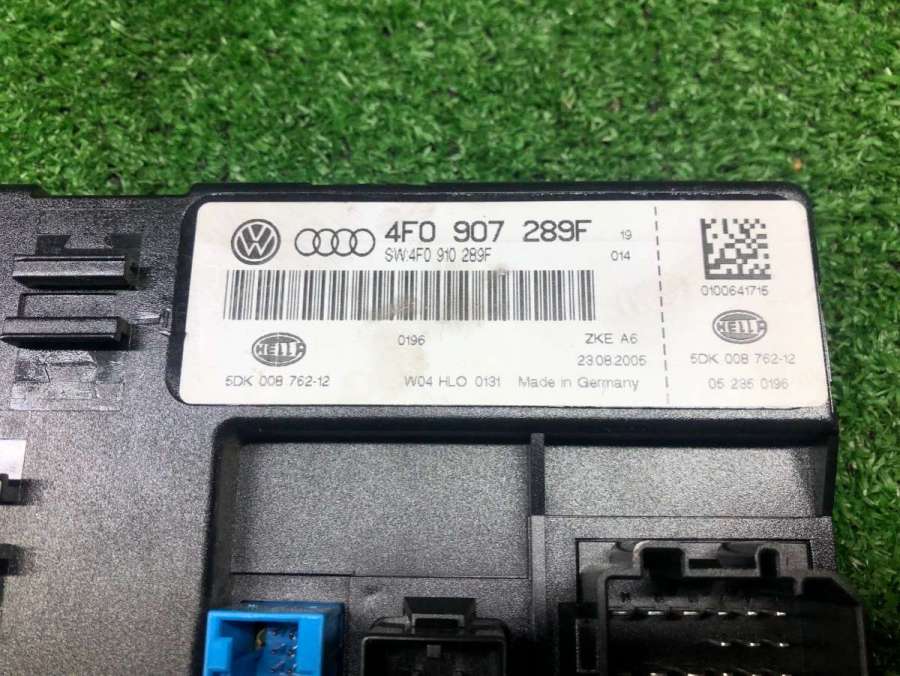 4F0 907 289F 19
SW:4F0 910 289F 014
0100641715
0196 ZKE A6
HELLA 23.08.2005 HELLA
5DK 008 762-12 W04 HLO 0131 Made in Germany 5DK 008 762-12
05 235 0196